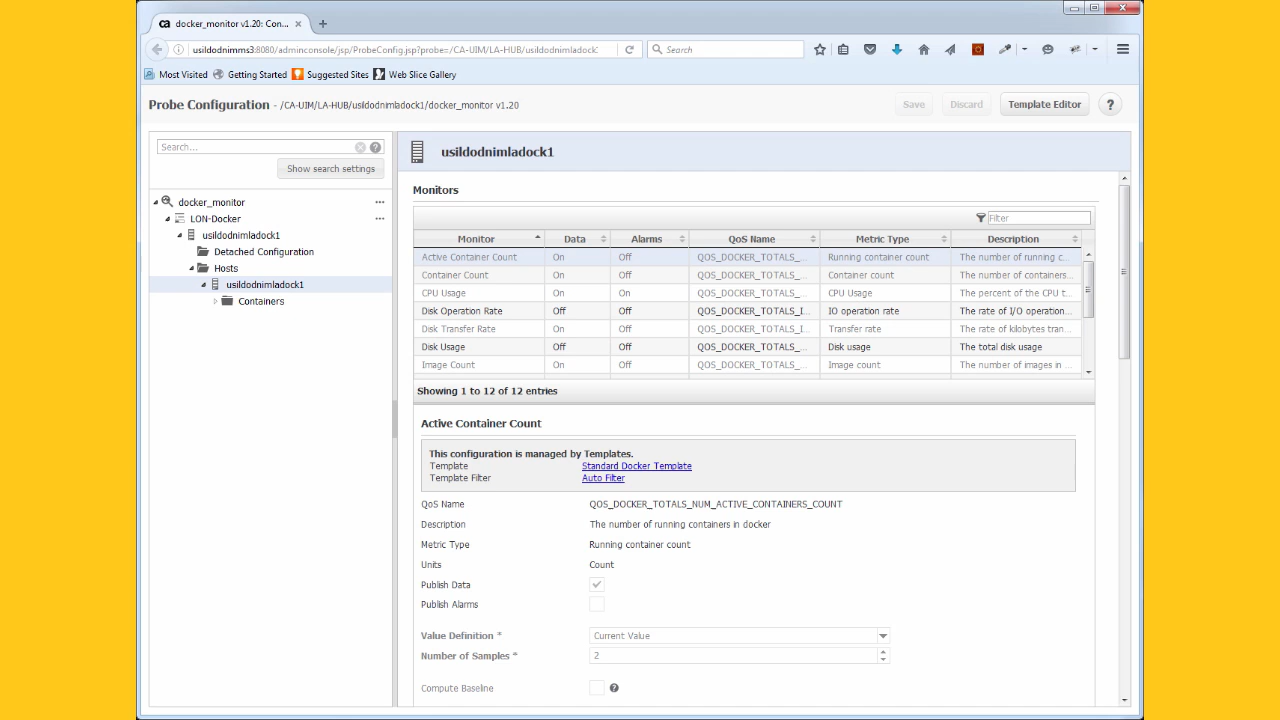 ca docker_monitor v1.20: Con... × +
usildodnimms3:8080/adminconsole/jsp/ProbeConfig.jsp?probe=/CA-UIM/LA-HUB/usildodnimladock1 Search
Most Visited Getting Started Suggested Sites Web Slice Gallery
Probe Configuration - /CA-UIM/LA-HUB/usildodnimladock1/docker_monitor v1.20 Save Discard Template Editor ?
Search...
Show search settings
docker_monitor ...
LON-Docker ...
usildodnimladock1
Detached Configuration
Hosts
usildodnimladock1
Containers
usildodnimladock1
Monitors
Filter
Monitor Data Alarms QoS Name Metric Type Description
Active Container Count On Off QOS_DOCKER_TOTALS_... Running container count The number of running c...
Container Count On Off QOS_DOCKER_TOTALS_... Container count The number of containers...
CPU Usage On On QOS_DOCKER_TOTALS_... CPU Usage The percent of the CPU t...
Disk Operation Rate Off Off QOS_DOCKER_TOTALS_I... IO operation rate The rate of I/O operation...
Disk Transfer Rate On Off QOS_DOCKER_TOTALS_I... Transfer rate The rate of kilobytes tran...
Disk Usage Off Off QOS_DOCKER_TOTALS_... Disk usage The total disk usage
Image Count On Off QOS_DOCKER_TOTALS_... Image count The number of images in ...
Showing 1 to 12 of 12 entries
Active Container Count
This configuration is managed by Templates.
Template Standard Docker Template
Template Filter Auto Filter
QoS Name QOS_DOCKER_TOTALS_NUM_ACTIVE_CONTAINERS_COUNT
Description The number of running containers in docker
Metric Type Running container count
Units Count
Publish Data
Publish Alarms
Value Definition * Current Value
Number of Samples * 2
Compute Baseline ?